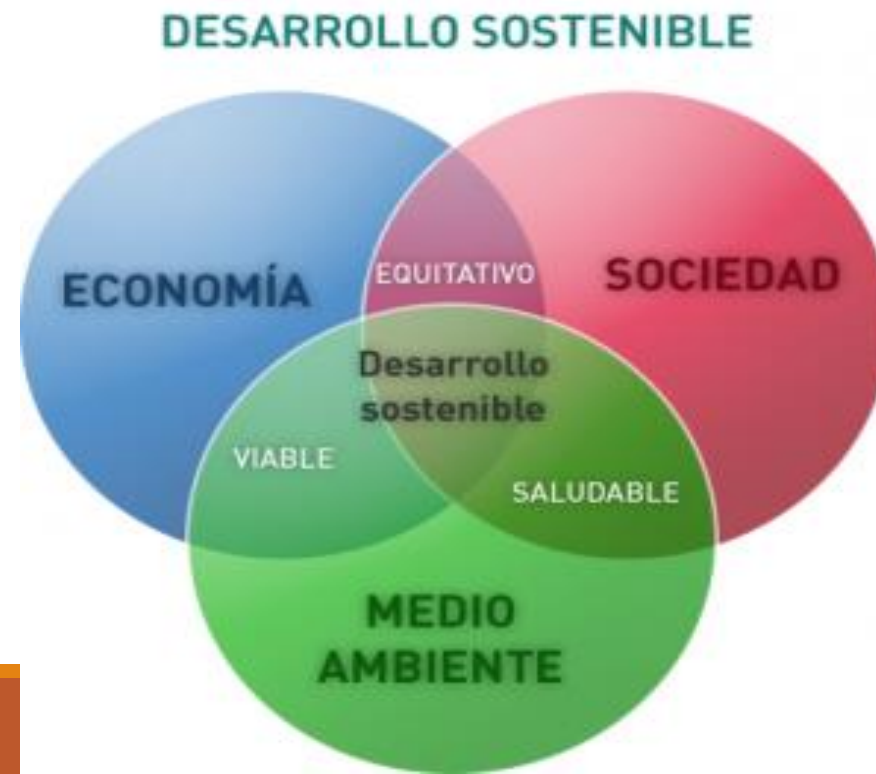 DESARROLLO SOSTENIBLE
ECONOMÍA
EQUITATIVO
SOCIEDAD
Desarrollo
sostenible
VIABLE
SALUDABLE
MEDIO
AMBIENTE